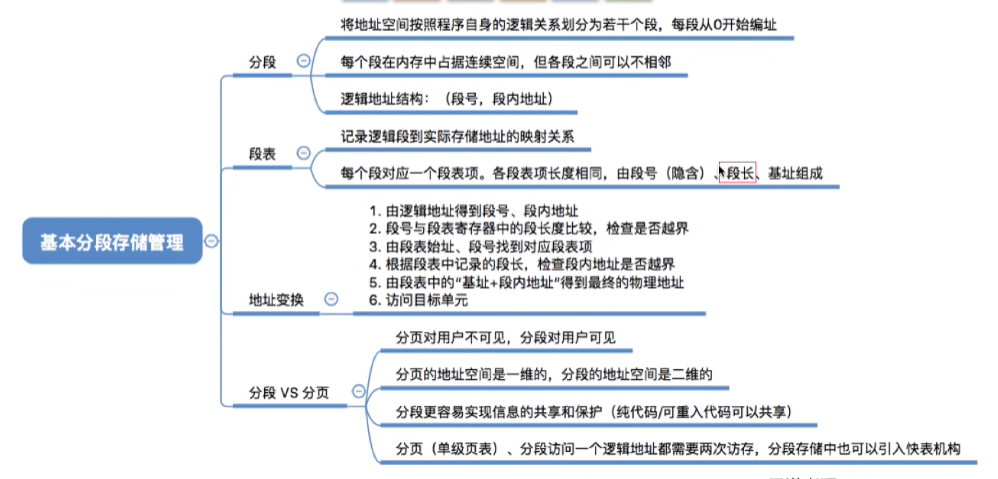 将地址空间按照程序自身的逻辑关系划分为若干个段，每段从0开始编址
分段
每个段在内存中占据连续空间，但各段之间可以不相邻
逻辑地址结构：（段号，段内地址）
记录逻辑段到实际存储地址的映射关系
段表
每个段对应一个段表项。各段表项长度相同，由段号（隐含）、段长、基址组成
基本分段存储管理
1. 由逻辑地址得到段号、段内地址
2. 段号与段表寄存器中的段长度比较，检查是否越界
3. 由段表始址、段号找到对应段表项
4. 根据段表中记录的段长，检查段内地址是否越界
5. 由段表中的“基址+段内地址”得到最终的物理地址
6. 访问目标单元
地址变换
分页对用户不可见，分段对用户可见
分页的地址空间是一维的，分段的地址空间是二维的
分段 VS 分页
分段更容易实现信息的共享和保护（纯代码/可重入代码可以共享）
分页（单级页表）、分段访问一个逻辑地址都需要两次访存，分段存储中也可以引入快表机构